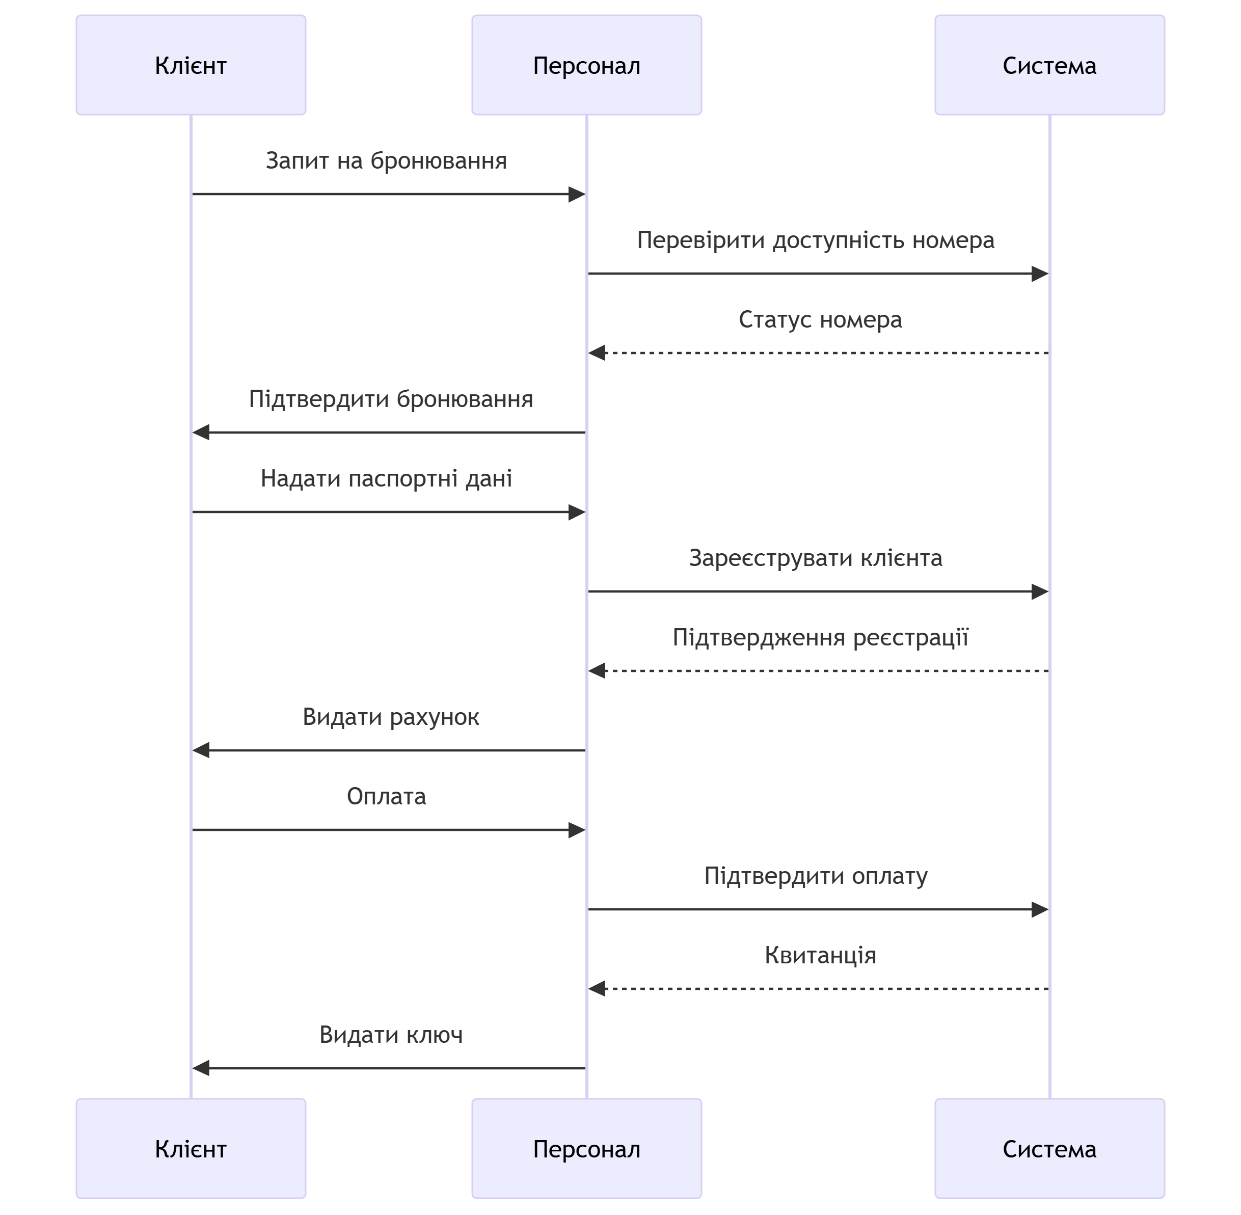 Клієнт
Персонал
Система
Запит на бронювання
Перевірити доступність номера
Статус номера
Підтвердити бронювання
Надати паспортні дані
Зареєструвати клієнта
Підтвердження реєстрації
Видати рахунок
Оплата
Підтвердити оплату
Квитанція
Видати ключ
Клієнт
Персонал
Система